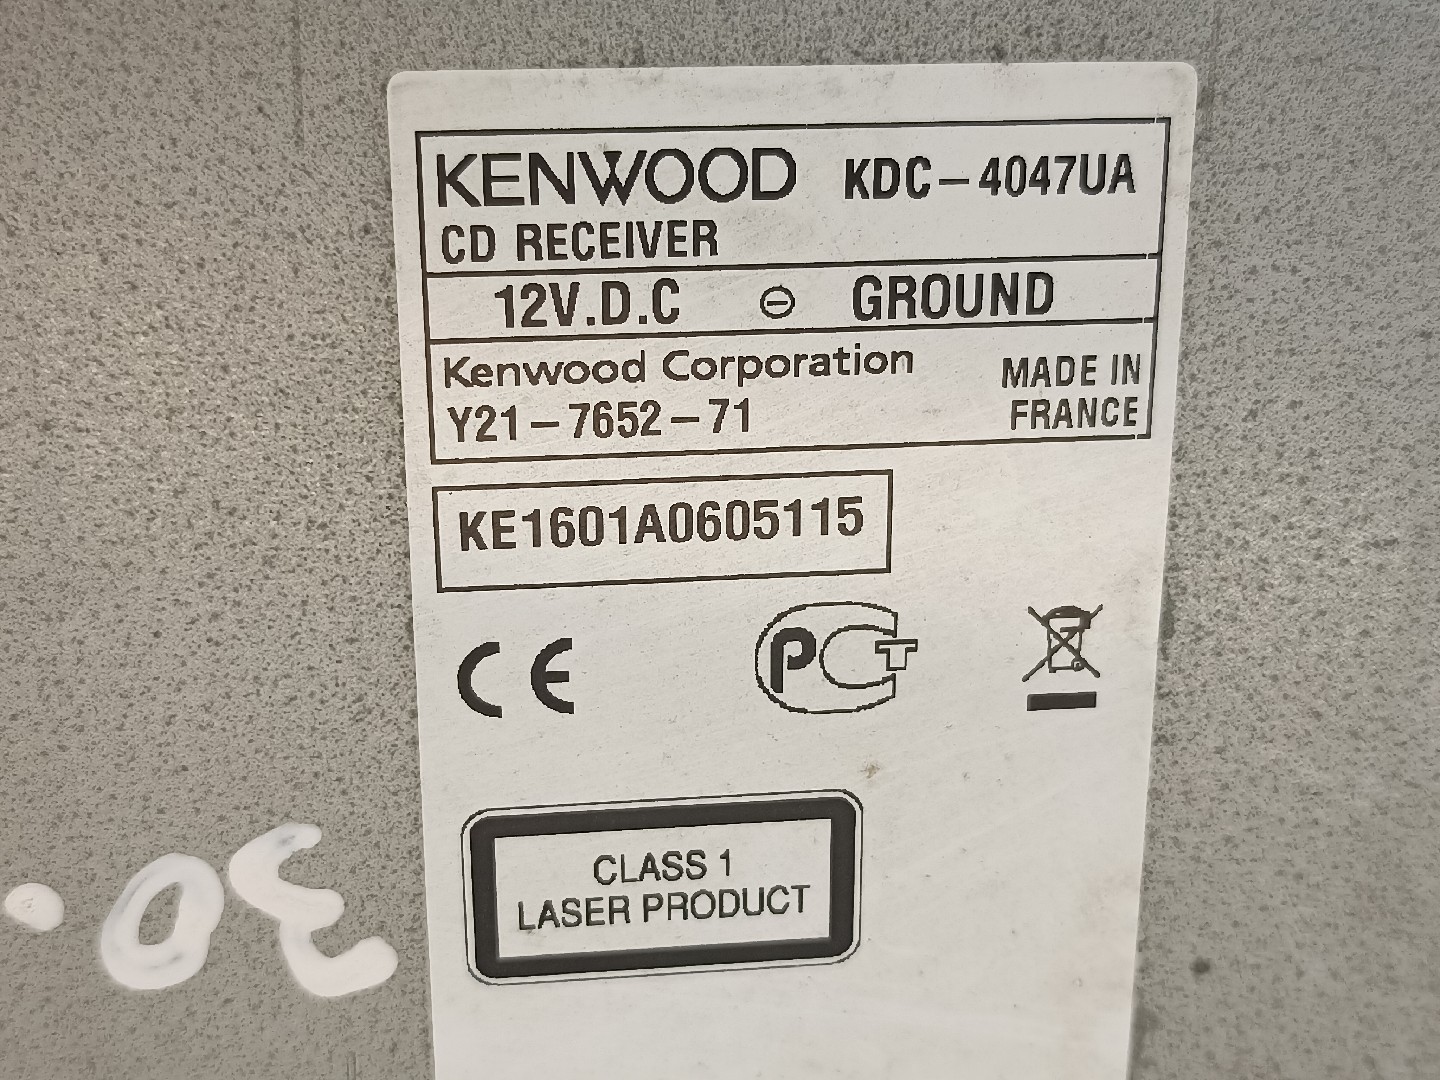 KENWOOD KDC-4047UA
CD RECEIVER
12V.D.C ⊖ GROUND
Kenwood Corporation
Y21-7652-71
MADE IN
FRANCE
KE1601A0605115
CE
PCT
CLASS 1
LASER PRODUCT